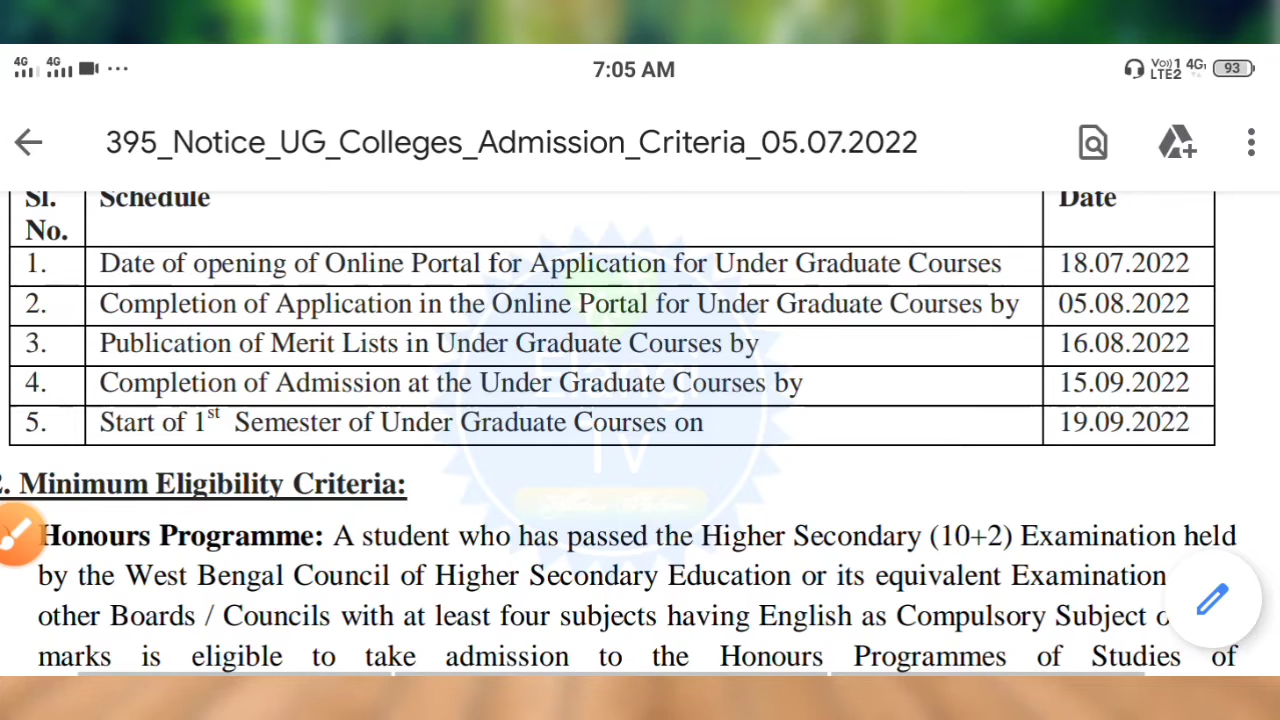 4G 4G ... 7:05 AM Vo)) 1 4G LTE2 93
395_Notice_UG_Colleges_Admission_Criteria_05.07.2022
Sl. Schedule Date
No.
1. Date of opening of Online Portal for Application for Under Graduate Courses 18.07.2022
2. Completion of Application in the Online Portal for Under Graduate Courses by 05.08.2022
3. Publication of Merit Lists in Under Graduate Courses by 16.08.2022
4. Completion of Admission at the Under Graduate Courses by 15.09.2022
5. Start of 1st Semester of Under Graduate Courses on 19.09.2022
. Minimum Eligibility Criteria:
Honours Programme: A student who has passed the Higher Secondary (10+2) Examination held
by the West Bengal Council of Higher Secondary Education or its equivalent Examination
other Boards / Councils with at least four subjects having English as Compulsory Subject
marks is eligible to take admission to the Honours Programmes of Studies of
TV